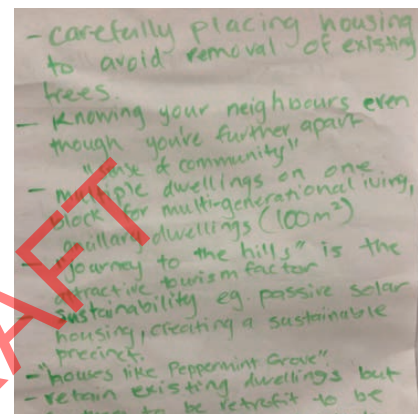 - carefully placing housing
to avoid removal of existing
trees.
- Knowing your neighbours even
though you're further apart
"sense of community"
- multiple dwellings on one
block for multi-generational living,
anullary dwellings (100m²)
- "journey to the hills" is the
attractive tourism factor
- sustainability eg. passive solar
housing, creating a sustainable
precinct.
- "houses like Peppermint Grove".
- retain existing dwellings but
to be retrofit to be